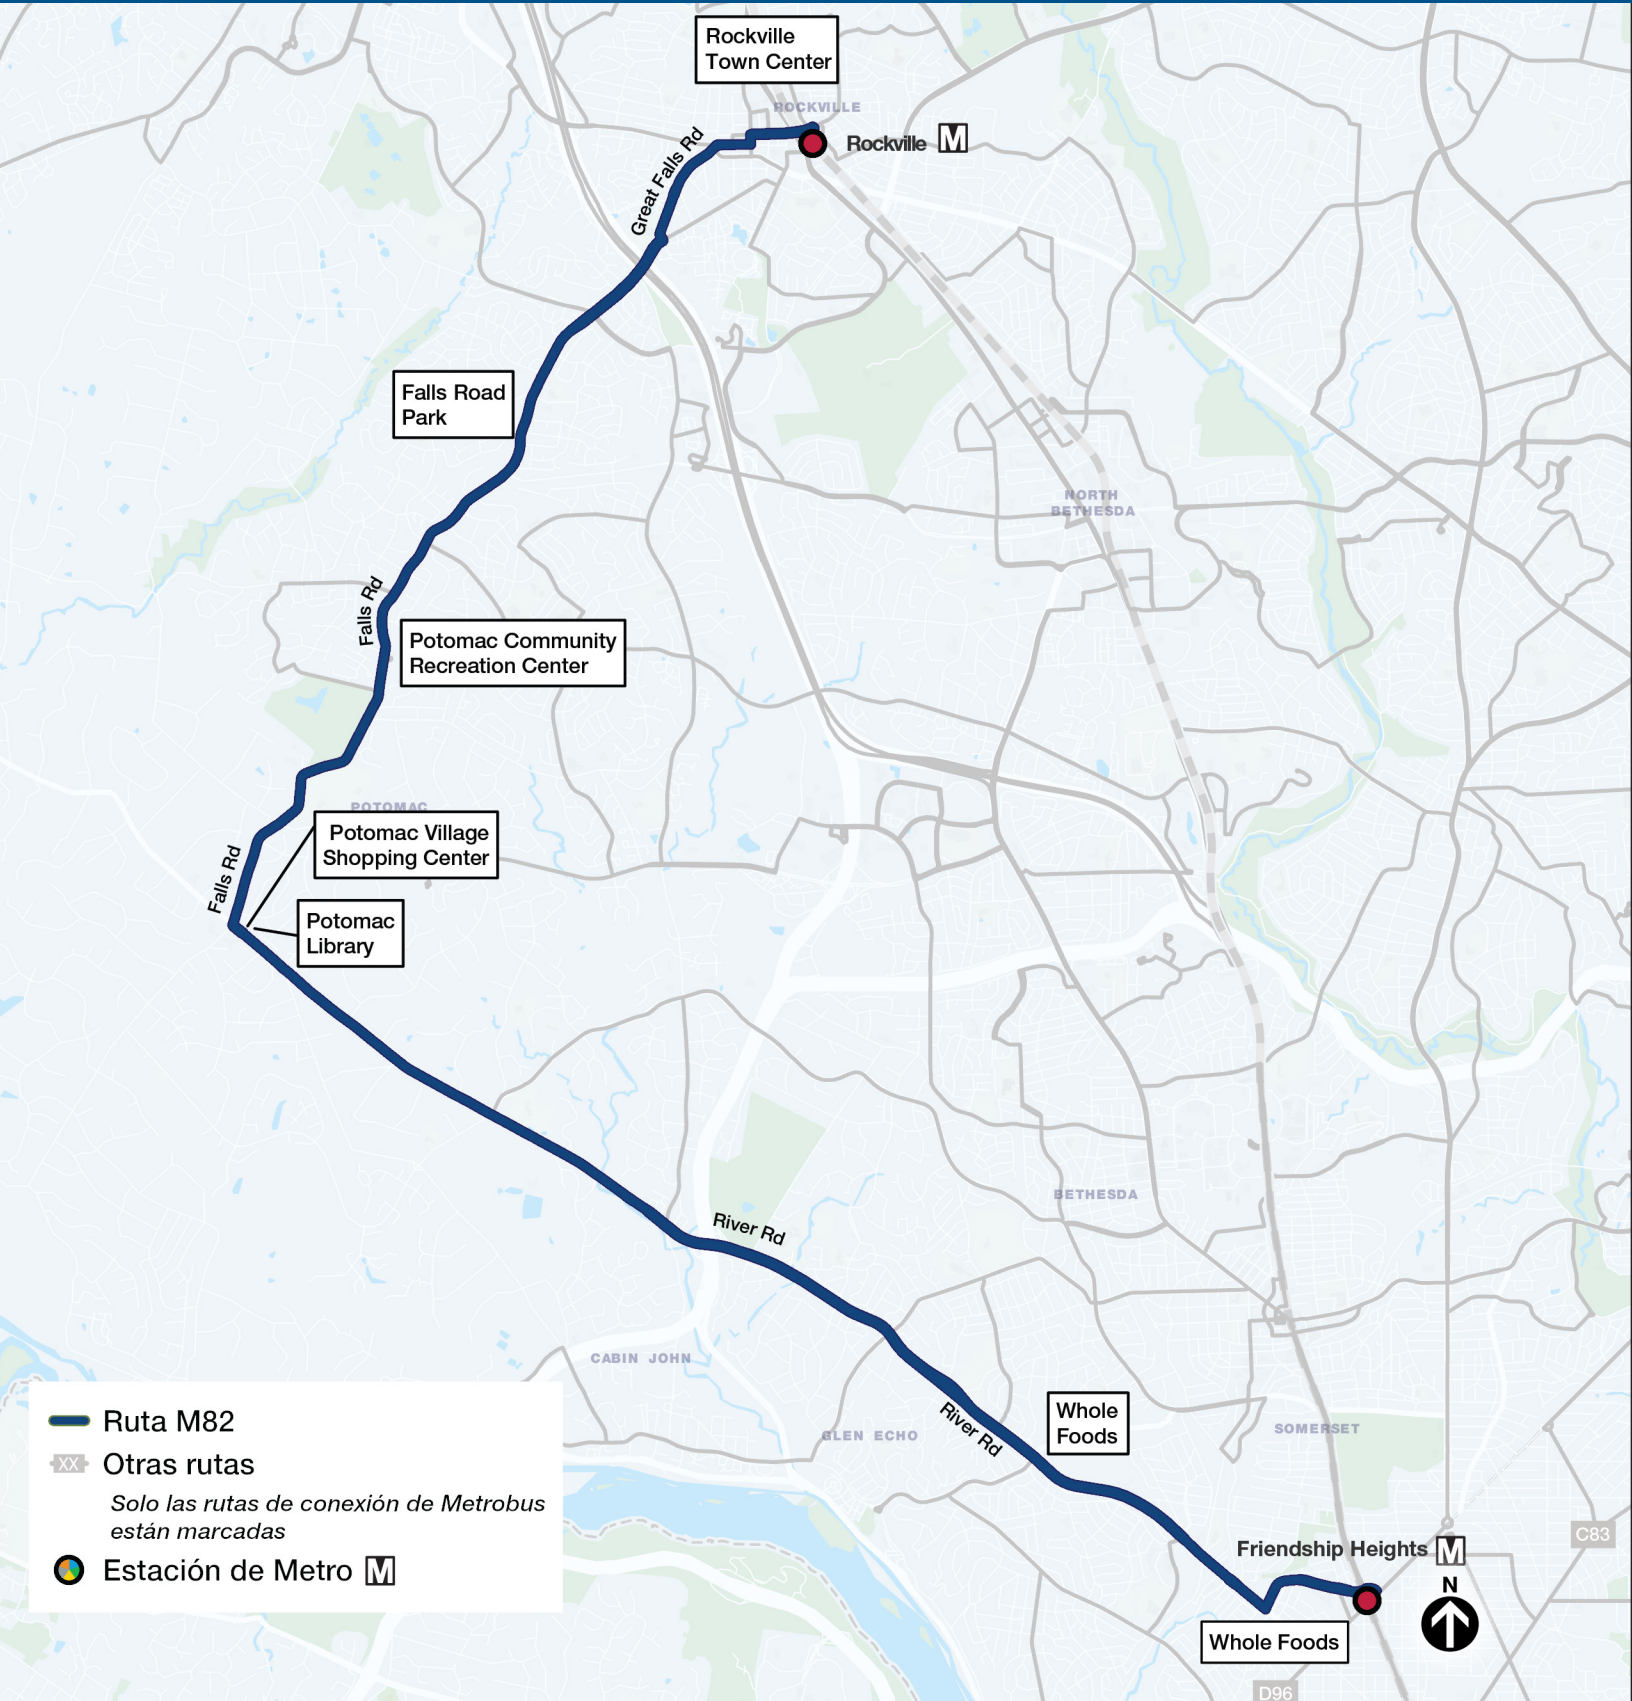 Rockville
Town Center
ROCKVILLE
Rockville M
Great Falls Rd
Falls Road
Park
NORTH
BETHESDA
Falls Rd
Potomac Community
Recreation Center
POTOMAC
Potomac Village
Shopping Center
Falls Rd
Potomac
Library
BETHESDA
River Rd
CABIN JOHN
River Rd
Whole
Foods
GLEN ECHO
SOMERSET
Ruta M82
XX Otras rutas
Solo las rutas de conexión de Metrobus
están marcadas
Estación de Metro M
C83
Friendship Heights M
N
Whole Foods
D96